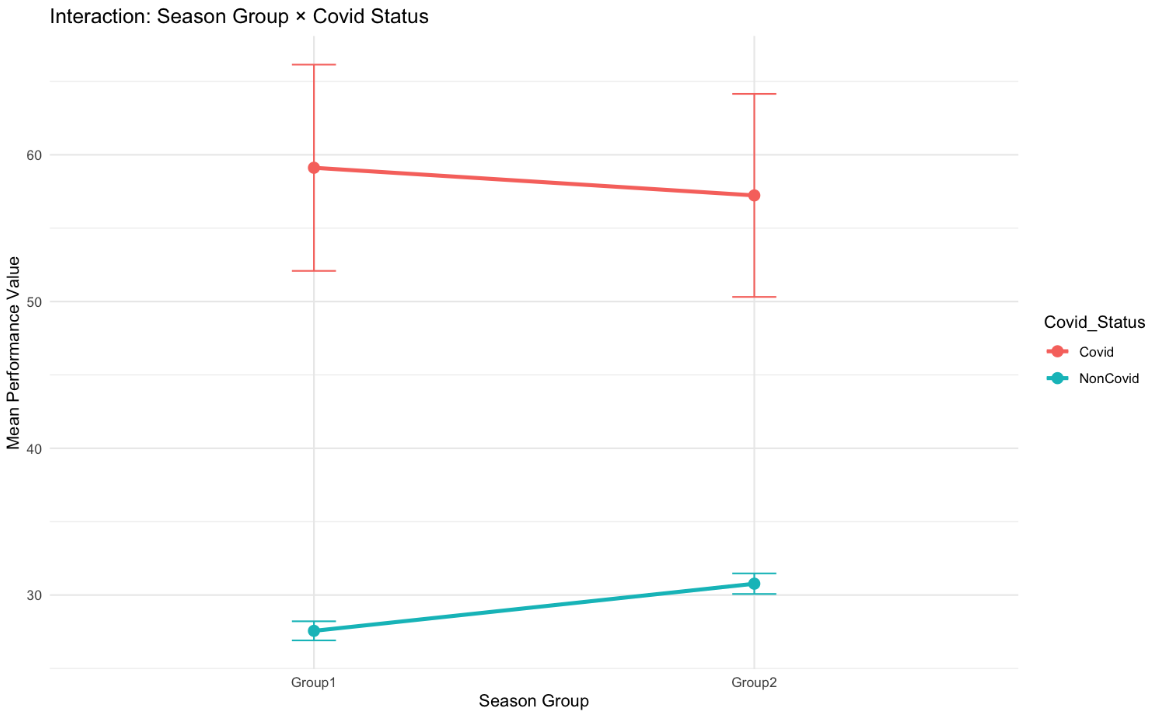 Interaction: Season Group × Covid Status
Mean Performance Value
60
50
40
30
Group1
Group2
Season Group
Covid_Status
Covid
NonCovid